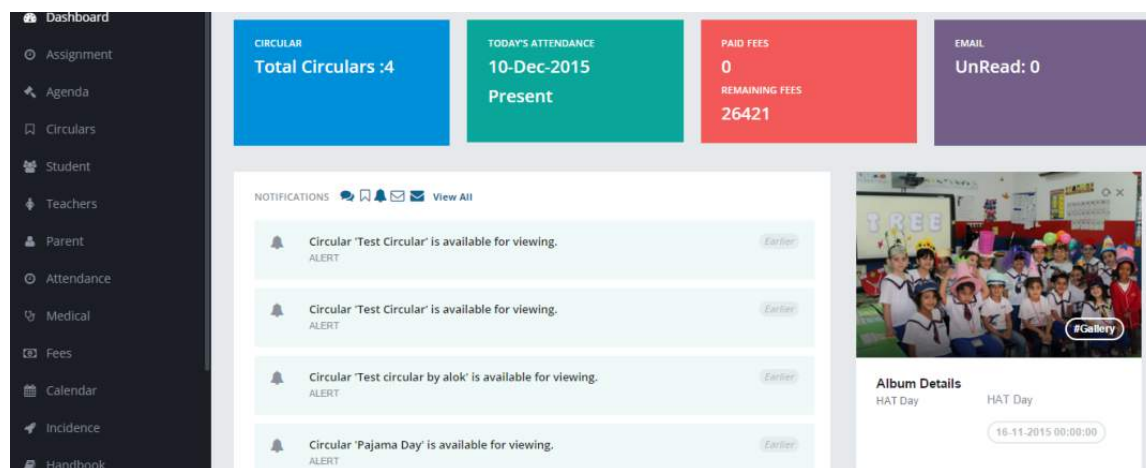 Dashboard
Assignment
Agenda
Circulars
Student
Teachers
Parent
Attendance
Medical
Fees
Calendar
Incidence
Handbook
CIRCULAR
Total Circulars :4
TODAY'S ATTENDANCE
10-Dec-2015
Present
PAID FEES
0
REMAINING FEES
26421
EMAIL
UnRead: 0
NOTIFICATIONS View All
Circular 'Test Circular' is available for viewing. Earlier
ALERT
Circular 'Test Circular' is available for viewing. Earlier
ALERT
Circular 'Test circular by alok' is available for viewing. Earlier
ALERT
Circular 'Pajama Day' is available for viewing. Earlier
ALERT
TREE
#Gallery
Album Details
HAT Day HAT Day
16-11-2015 00:00:00